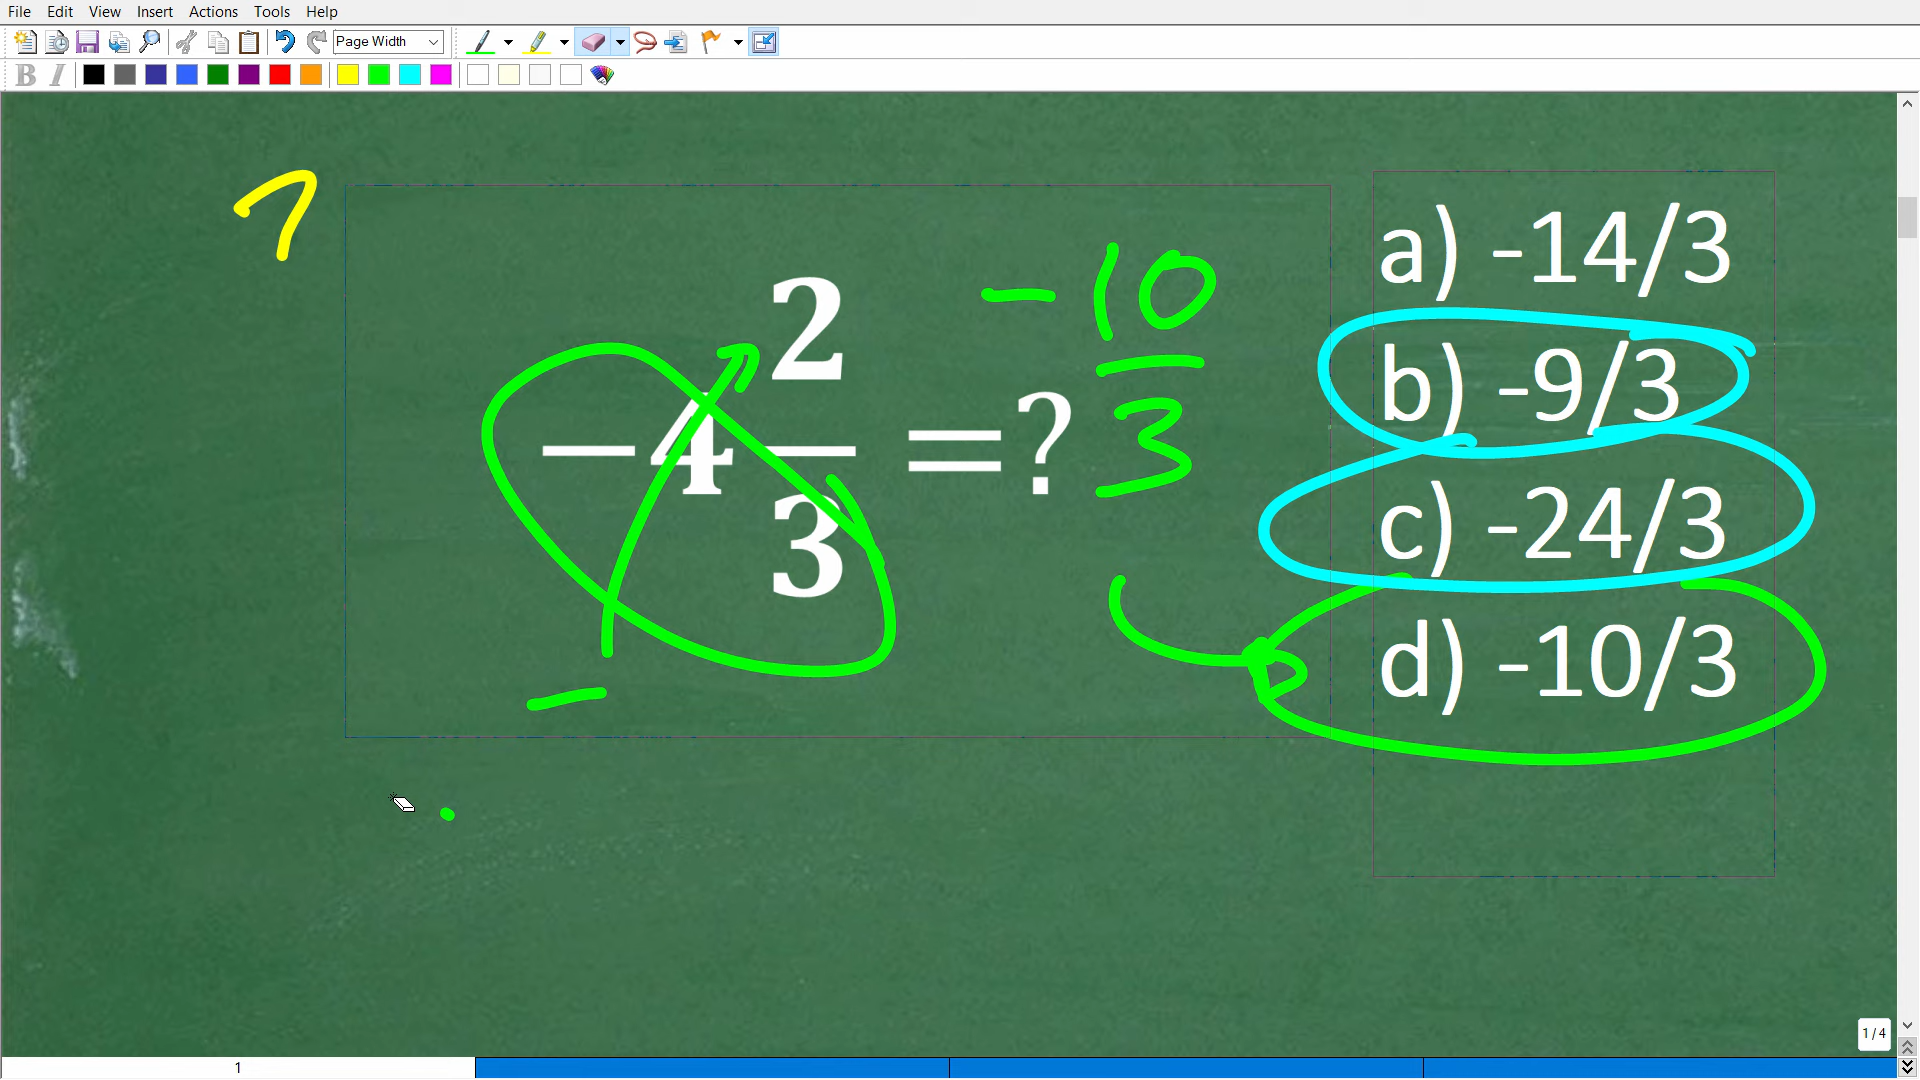 File Edit View Insert Actions Tools Help
Page Width
B I
7
-4 2/3 =?
-10
3
a) -14/3
b) -9/3
c) -24/3
d) -10/3
1 / 4
1